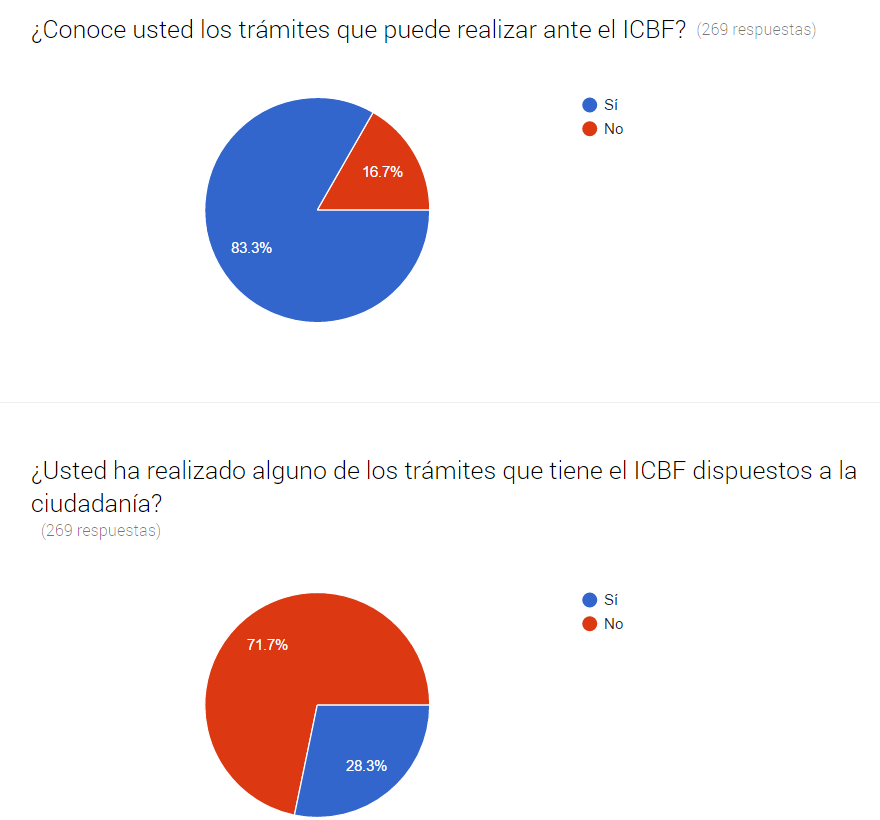 ¿Conoce usted los trámites que puede realizar ante el ICBF? (269 respuestas)
Sí
No
16.7%
83.3%
¿Usted ha realizado alguno de los trámites que tiene el ICBF dispuestos a la
ciudadanía?
(269 respuestas)
Sí
No
71.7%
28.3%